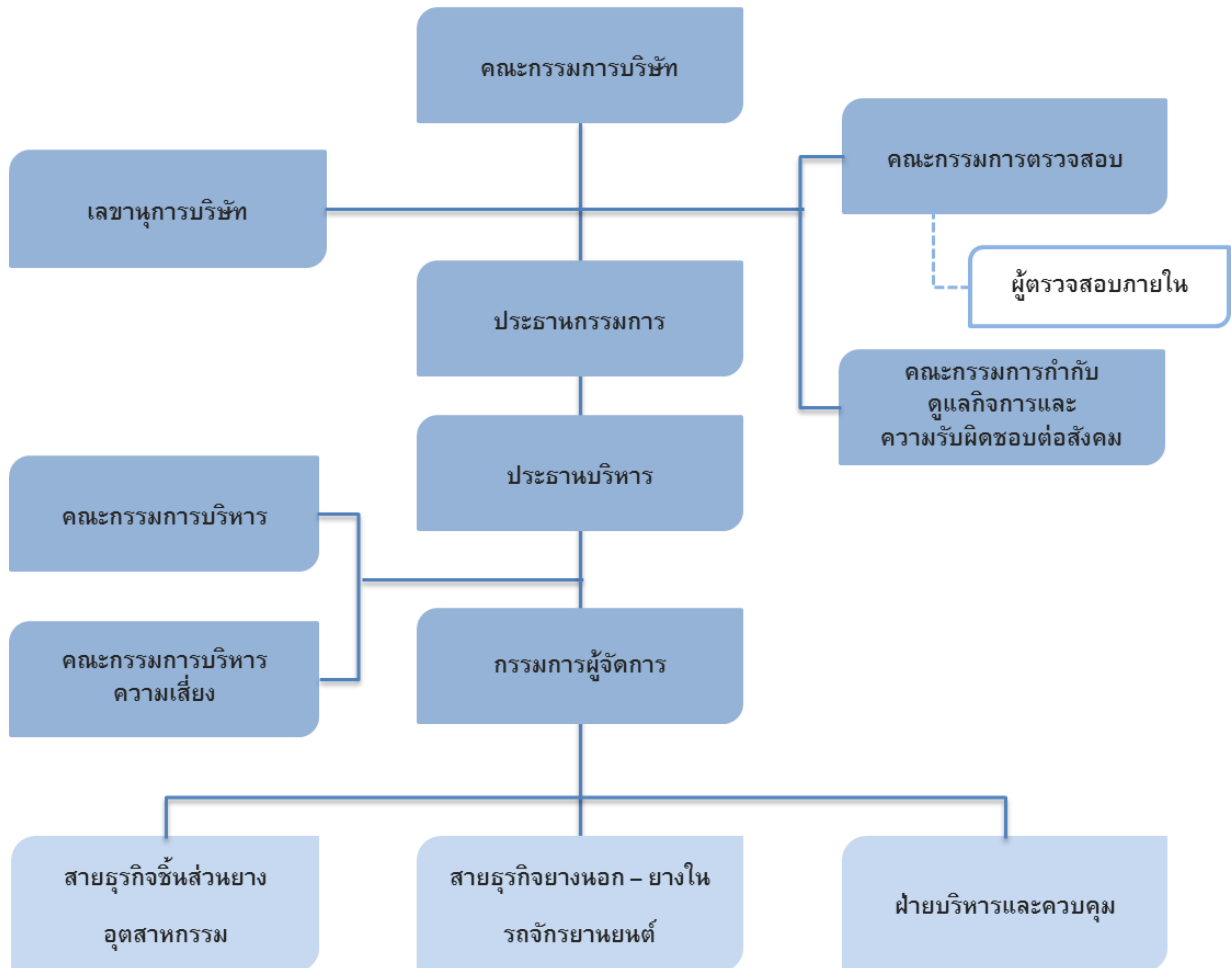 คณะกรรมการบริษัท
คณะกรรมการตรวจสอบ
เลขานุการบริษัท
ผู้ตรวจสอบภายใน
ประธานกรรมการ
คณะกรรมการกำกับ
ดูแลกิจการและ
ความรับผิดชอบต่อสังคม
ประธานบริหาร
คณะกรรมการบริหาร
คณะกรรมการบริหาร
ความเสี่ยง
กรรมการผู้จัดการ
สายธุรกิจชิ้นส่วนยาง
อุตสาหกรรม
สายธุรกิจยางนอก – ยางใน
รถจักรยานยนต์
ฝ่ายบริหารและควบคุม